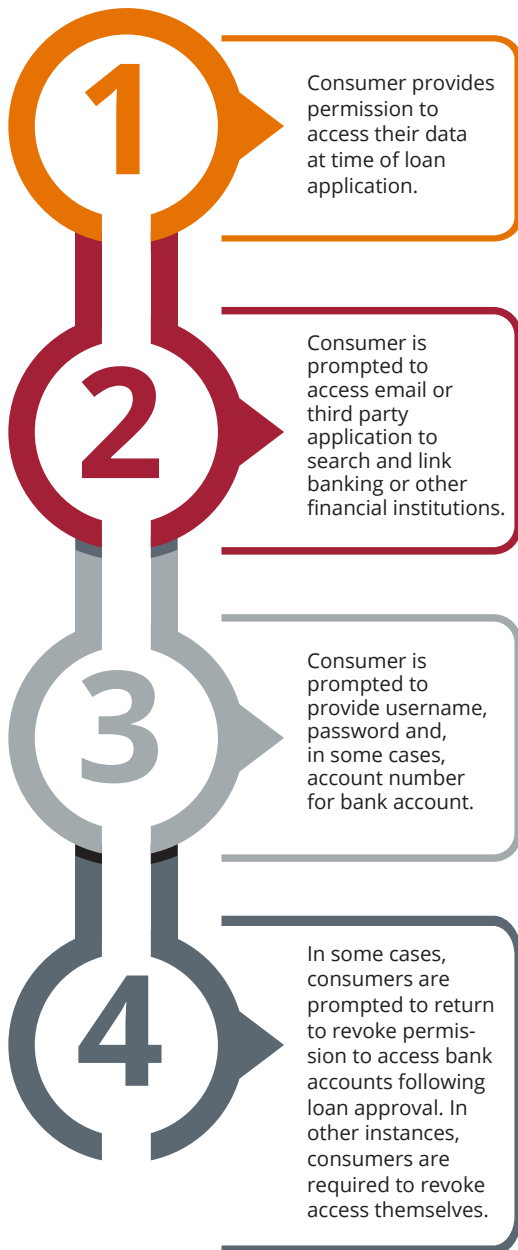 1
Consumer provides
permission to
access their data
at time of loan
application.
2
Consumer is
prompted to
access email or
third party
application to
search and link
banking or other
financial institutions.
3
Consumer is
prompted to
provide username,
password and,
in some cases,
account number
for bank account.
4
In some cases,
consumers are
prompted to return
to revoke permis-
sion to access bank
accounts following
loan approval. In
other instances,
consumers are
required to revoke
access themselves.